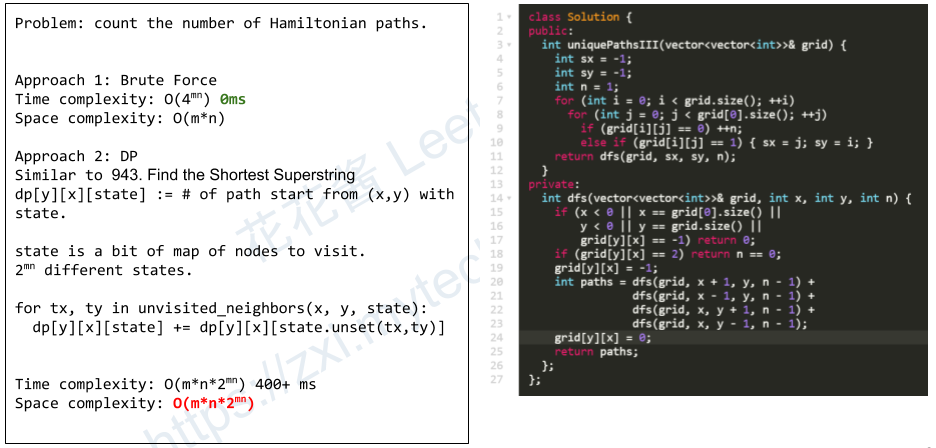 Problem: count the number of Hamiltonian paths.
Approach 1: Brute Force
Time complexity: O(4^mn) 0ms
Space complexity: O(m*n)
Approach 2: DP
Similar to 943. Find the Shortest Superstring
dp[y][x][state] := # of path start from (x,y) with
state.
state is a bit of map of nodes to visit.
2^mn different states.
for tx, ty in unvisited_neighbors(x, y, state):
  dp[y][x][state] += dp[y][x][state.unset(tx,ty)]
Time complexity: O(m*n*2^mn) 400+ ms
Space complexity: O(m*n*2^mn)
花花酱 Leet
https://zxi.mytec
1 class Solution {
2 public:
3   int uniquePathsIII(vector<vector<int>>& grid) {
4     int sx = -1;
5     int sy = -1;
6     int n = 1;
7     for (int i = 0; i < grid.size(); ++i)
8       for (int j = 0; j < grid[0].size(); ++j)
9         if (grid[i][j] == 0) ++n;
10         else if (grid[i][j] == 1) { sx = j; sy = i; }
11     return dfs(grid, sx, sy, n);
12   }
13 private:
14   int dfs(vector<vector<int>>& grid, int x, int y, int n) {
15     if (x < 0 || x == grid[0].size() ||
16         y < 0 || y == grid.size() ||
17         grid[y][x] == -1) return 0;
18     if (grid[y][x] == 2) return n == 0;
19     grid[y][x] = -1;
20     int paths = dfs(grid, x + 1, y, n - 1) +
21                 dfs(grid, x - 1, y, n - 1) +
22                 dfs(grid, x, y + 1, n - 1) +
23                 dfs(grid, x, y - 1, n - 1);
24     grid[y][x] = 0;
25     return paths;
26   };
27 };